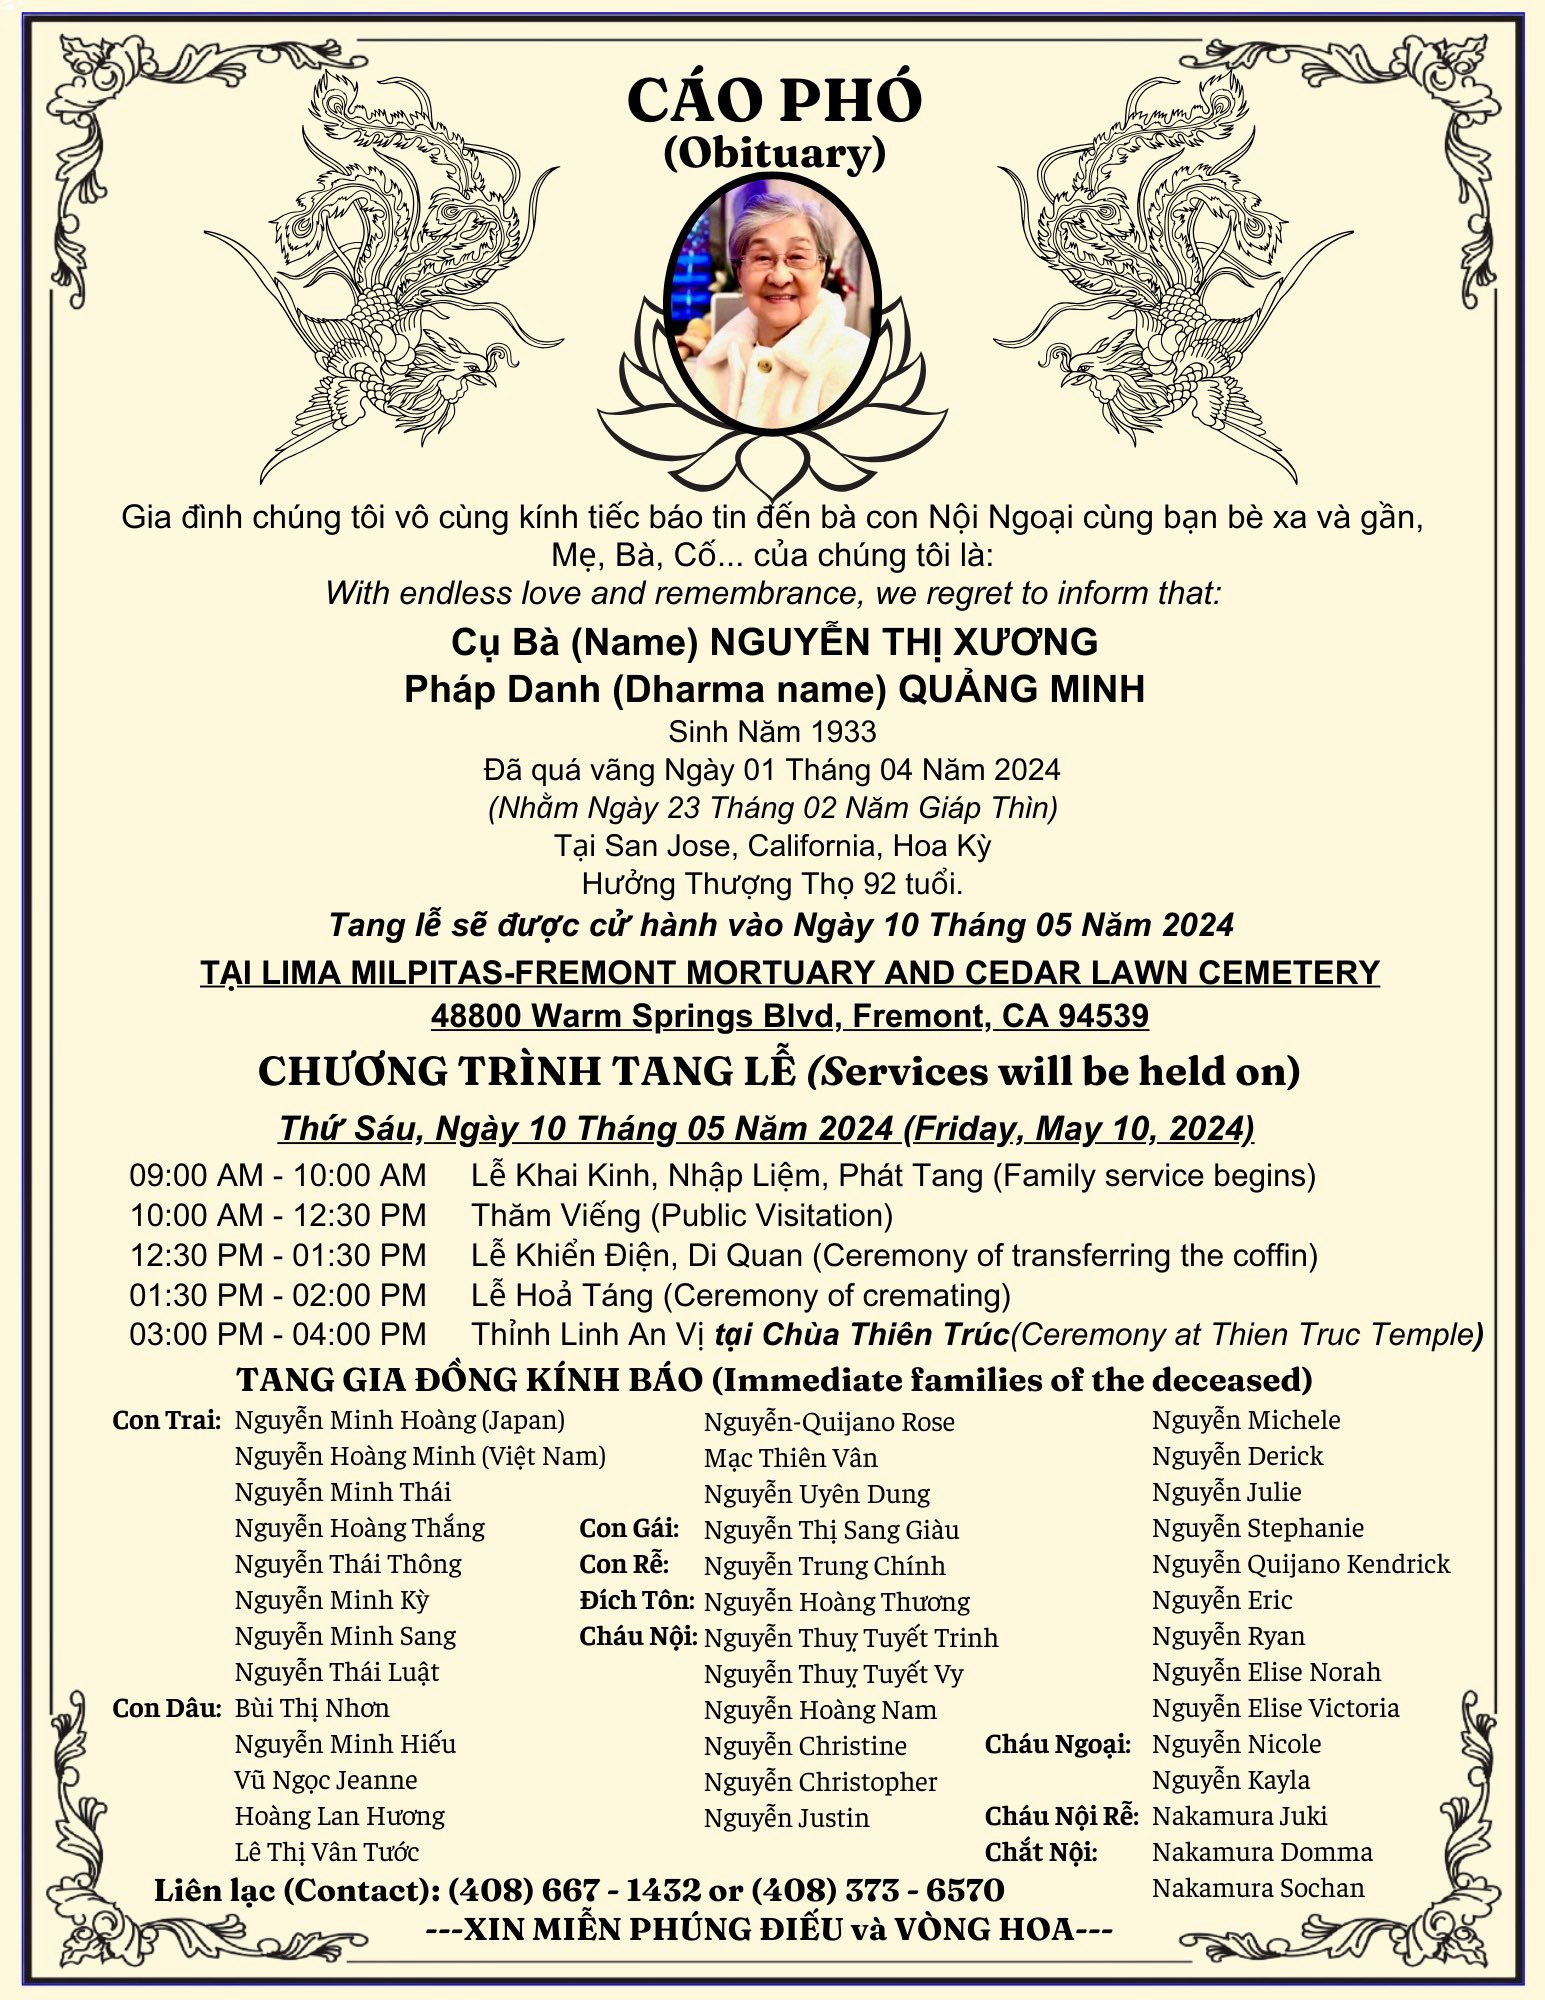 CÁO PHÓ
(Obituary)
Gia đình chúng tôi vô cùng kính tiếc báo tin đến bà con Nội Ngoại cùng bạn bè xa và gần,
Mẹ, Bà, Cố... của chúng tôi là:
With endless love and remembrance, we regret to inform that:
Cụ Bà (Name) NGUYỄN THỊ XƯƠNG
Pháp Danh (Dharma name) QUẢNG MINH
Sinh Năm 1933
Đã quá vãng Ngày 01 Tháng 04 Năm 2024
(Nhằm Ngày 23 Tháng 02 Năm Giáp Thìn)
Tại San Jose, California, Hoa Kỳ
Hưởng Thượng Thọ 92 tuổi.
Tang lễ sẽ được cử hành vào Ngày 10 Tháng 05 Năm 2024
TẠI LIMA MILPITAS-FREMONT MORTUARY AND CEDAR LAWN CEMETERY
48800 Warm Springs Blvd, Fremont, CA 94539
CHƯƠNG TRÌNH TANG LỄ (Services will be held on)
Thứ Sáu, Ngày 10 Tháng 05 Năm 2024 (Friday, May 10, 2024)
09:00 AM - 10:00 AM Lễ Khai Kinh, Nhập Liệm, Phát Tang (Family service begins)
10:00 AM - 12:30 PM Thăm Viếng (Public Visitation)
12:30 PM - 01:30 PM Lễ Khiển Điện, Di Quan (Ceremony of transferring the coffin)
01:30 PM - 02:00 PM Lễ Hoả Táng (Ceremony of cremating)
03:00 PM - 04:00 PM Thỉnh Linh An Vị tại Chùa Thiên Trúc(Ceremony at Thien Truc Temple)
TANG GIA ĐỒNG KÍNH BÁO (Immediate families of the deceased)
Con Trai: Nguyễn Minh Hoàng (Japan)
Nguyễn Hoàng Minh (Việt Nam)
Nguyễn Minh Thái
Nguyễn Hoàng Thắng
Nguyễn Thái Thông
Nguyễn Minh Kỳ
Nguyễn Minh Sang
Nguyễn Thái Luật
Con Dâu: Bùi Thị Nhơn
Nguyễn Minh Hiếu
Vũ Ngọc Jeanne
Hoàng Lan Hương
Lê Thị Vân Tước
Nguyễn-Quijano Rose
Mạc Thiên Vân
Nguyễn Uyên Dung
Con Gái: Nguyễn Thị Sang Giàu
Con Rễ: Nguyễn Trung Chính
Đích Tôn: Nguyễn Hoàng Thương
Cháu Nội: Nguyễn Thuỵ Tuyết Trinh
Nguyễn Thuỵ Tuyết Vy
Nguyễn Hoàng Nam
Nguyễn Christine
Nguyễn Christopher
Nguyễn Justin
Nguyễn Michele
Nguyễn Derick
Nguyễn Julie
Nguyễn Stephanie
Nguyễn Quijano Kendrick
Nguyễn Eric
Nguyễn Ryan
Nguyễn Elise Norah
Nguyễn Elise Victoria
Cháu Ngoại: Nguyễn Nicole
Nguyễn Kayla
Cháu Nội Rễ: Nakamura Juki
Chắt Nội: Nakamura Domma
Nakamura Sochan
Liên lạc (Contact): (408) 667 - 1432 or (408) 373 - 6570
---XIN MIỄN PHÚNG ĐIẾU và VÒNG HOA---